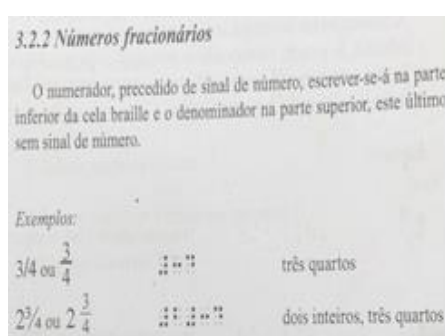 3.2.2 Números fracionários
O numerador, precedido de sinal de número, escrever-se-á na parte
inferior da cela braille e o denominador na parte superior, este último
sem sinal de número.
Exemplos:
3/4 ou 3/4 ⠼⠒⠙ três quartos
2¾ ou 2 3/4 ⠼⠃⠼⠒⠙ dois inteiros, três quartos